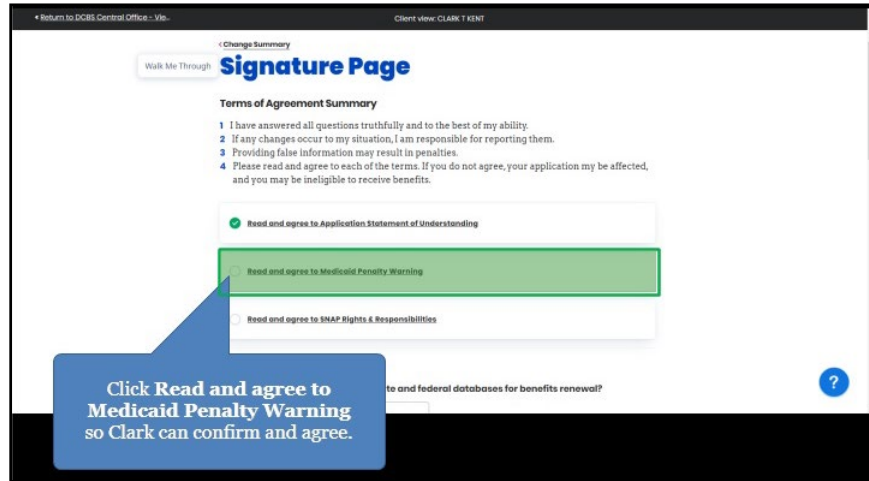 Return to DCBS Central Office - Vie..
Client view: CLARK T KENT
Change Summary
Walk Me Through
Signature Page
Terms of Agreement Summary
1 I have answered all questions truthfully and to the best of my ability.
2 If any changes occur to my situation, I am responsible for reporting them.
3 Providing false information may result in penalties.
4 Please read and agree to each of the terms. If you do not agree, your application my be affected,
and you may be ineligible to receive benefits.
Read and agree to Application Statement of Understanding
Read and agree to Medicaid Penalty Warning
Read and agree to SNAP Rights & Responsibilities
te and federal databases for benefits renewal?
?
Click Read and agree to
Medicaid Penalty Warning
so Clark can confirm and agree.